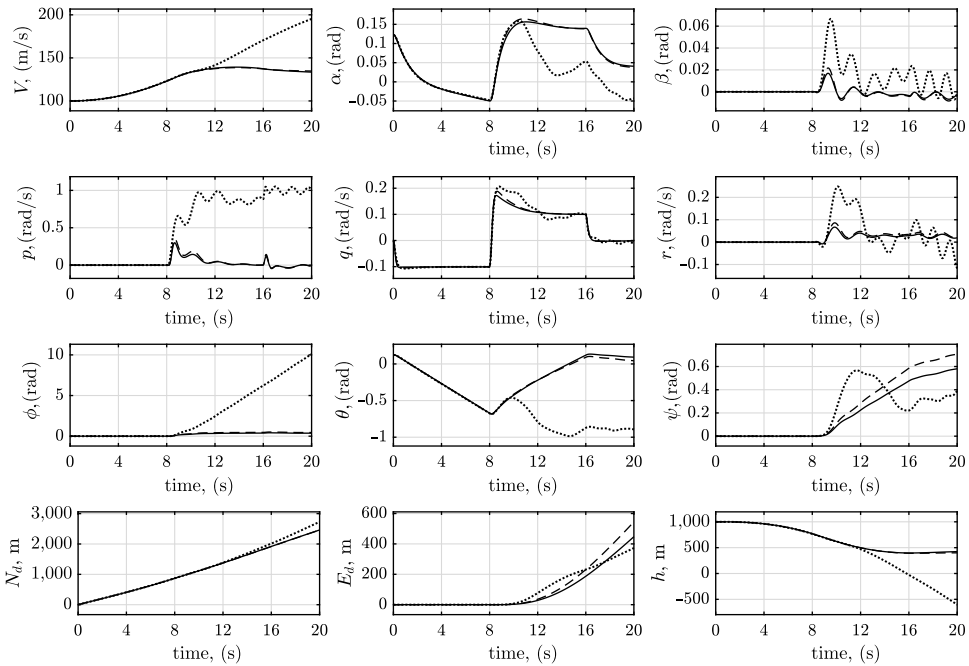 V, (m/s)
200
150
100
0 4 8 12 16 20
time, (s)
α, (rad)
0.15
0.05
−0.05
0 4 8 12 16 20
time, (s)
β, (rad)
0.06
0.04
0.02
0
0 4 8 12 16 20
time, (s)
p, (rad/s)
1
0.5
0
0 4 8 12 16 20
time, (s)
q, (rad/s)
0.2
0.1
0
−0.1
0 4 8 12 16 20
time, (s)
r, (rad/s)
0.2
0.1
0
−0.1
0 4 8 12 16 20
time, (s)
ϕ, (rad)
10
5
0
0 4 8 12 16 20
time, (s)
θ, (rad)
0
−0.5
−1
0 4 8 12 16 20
time, (s)
ψ, (rad)
0.6
0.4
0.2
0
0 4 8 12 16 20
time, (s)
N_d, m
3,000
2,000
1,000
0
0 4 8 12 16 20
time, (s)
E_d, m
600
400
200
0
0 4 8 12 16 20
time, (s)
h, m
1,000
500
0
−500
0 4 8 12 16 20
time, (s)